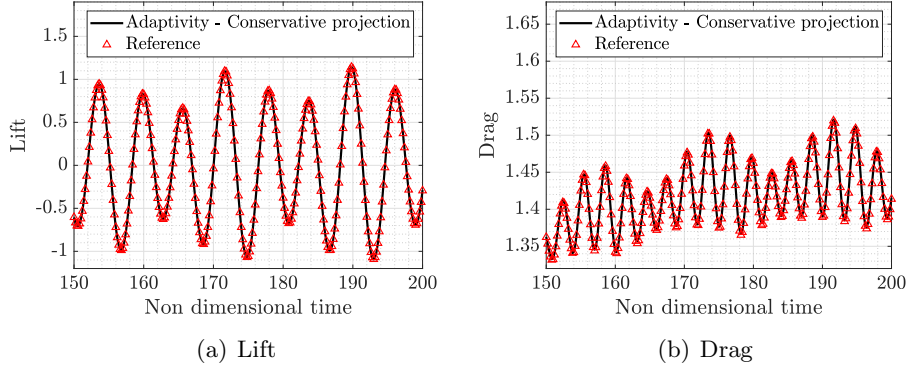 Adaptivity - Conservative projection
Reference
1.5
1
0.5
0
-0.5
-1
Lift
150 160 170 180 190 200
Non dimensional time
(a) Lift
Adaptivity - Conservative projection
Reference
1.65
1.6
1.55
1.5
1.45
1.4
1.35
Drag
150 160 170 180 190 200
Non dimensional time
(b) Drag